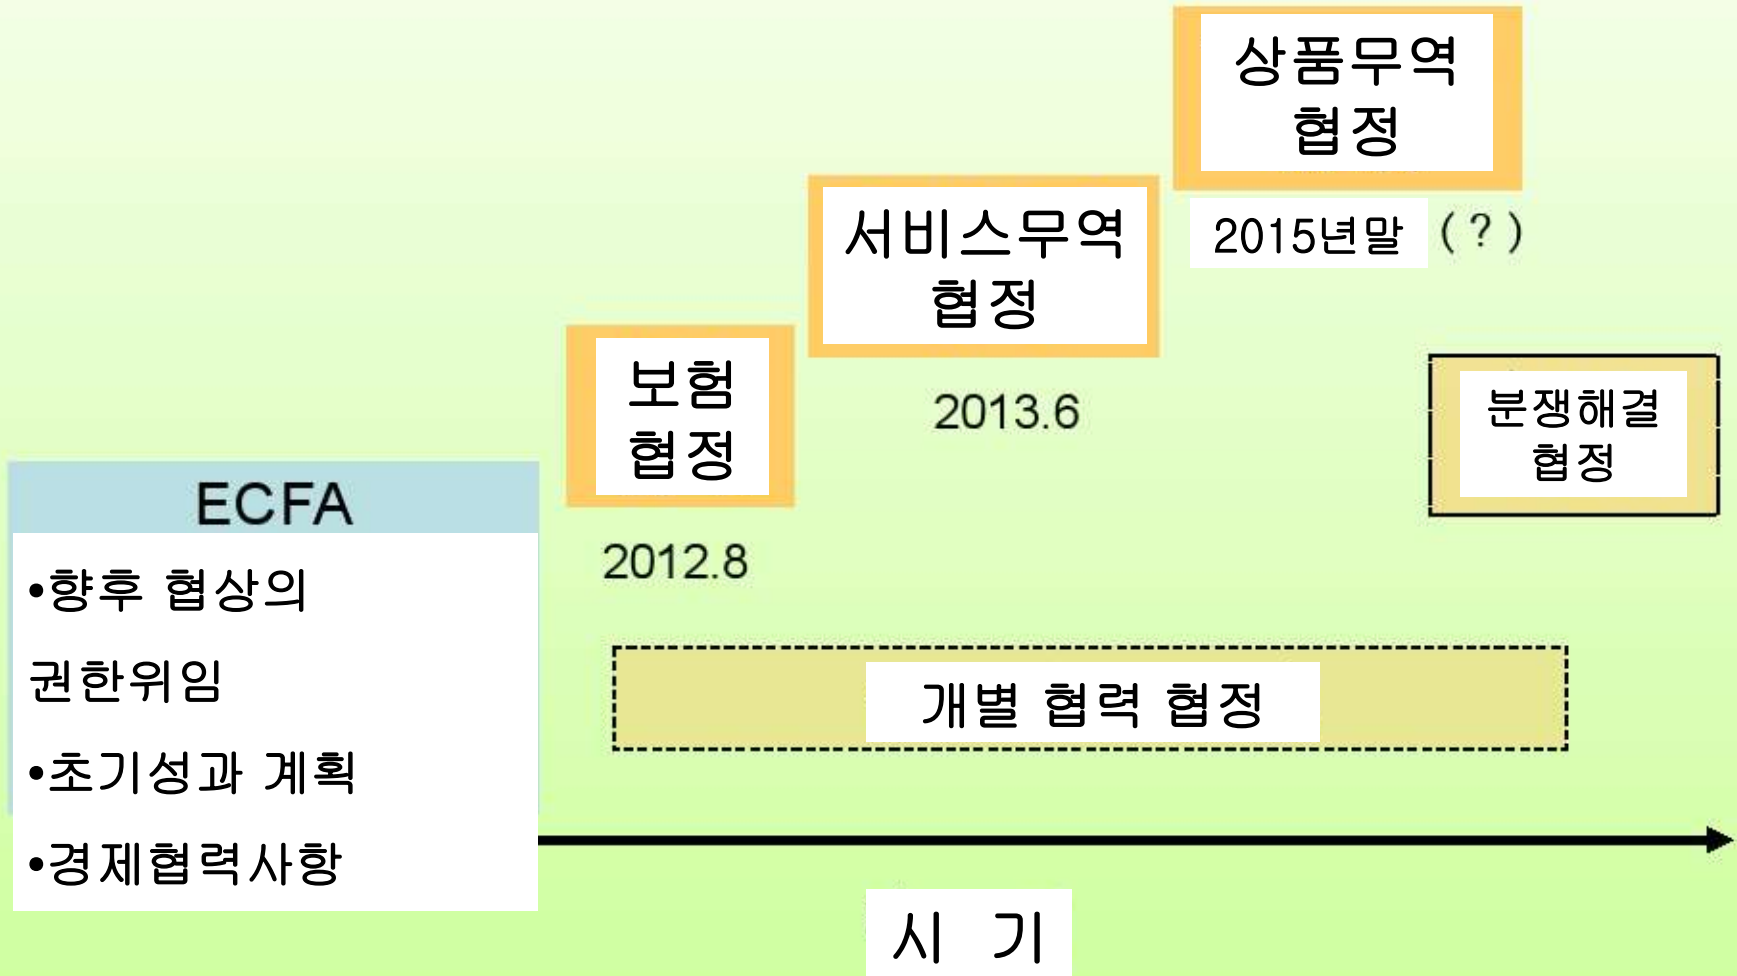 상품무역
협정
2015년말 ( ? )
서비스무역
협정
2013.6
보험
협정
2012.8
분쟁해결
협정
ECFA
•향후 협상의
권한위임
•초기성과 계획
•경제협력사항
개별 협력 협정
시 기